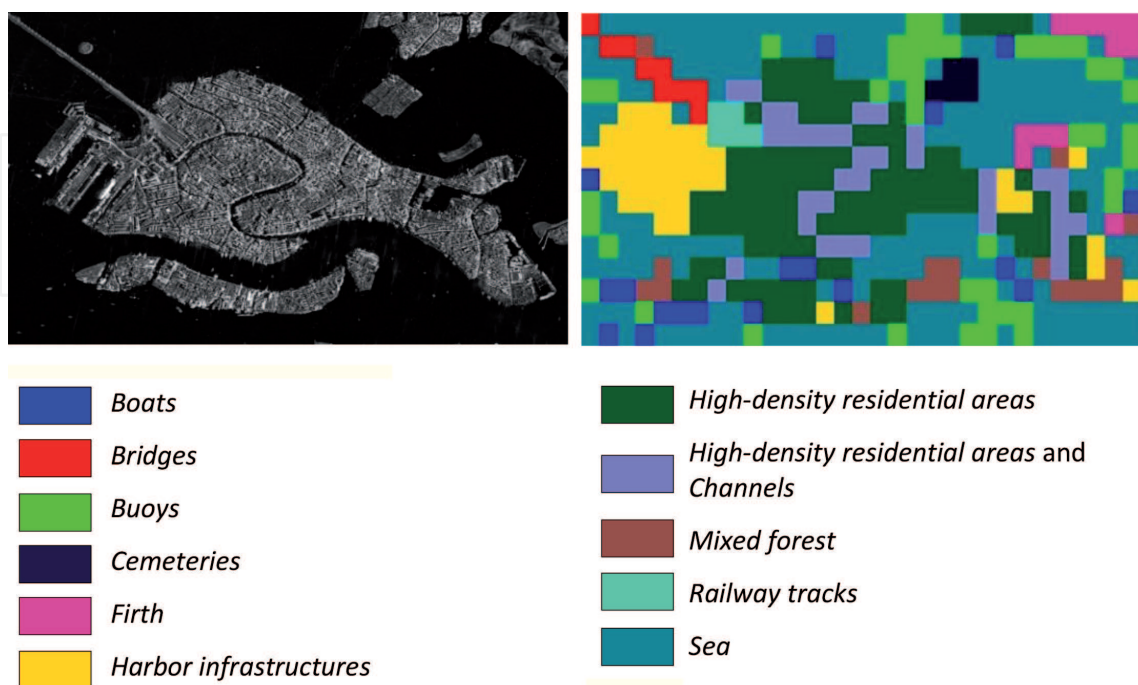 Boats
Bridges
Buoys
Cemeteries
Firth
Harbor infrastructures
High-density residential areas
High-density residential areas and
Channels
Mixed forest
Railway tracks
Sea